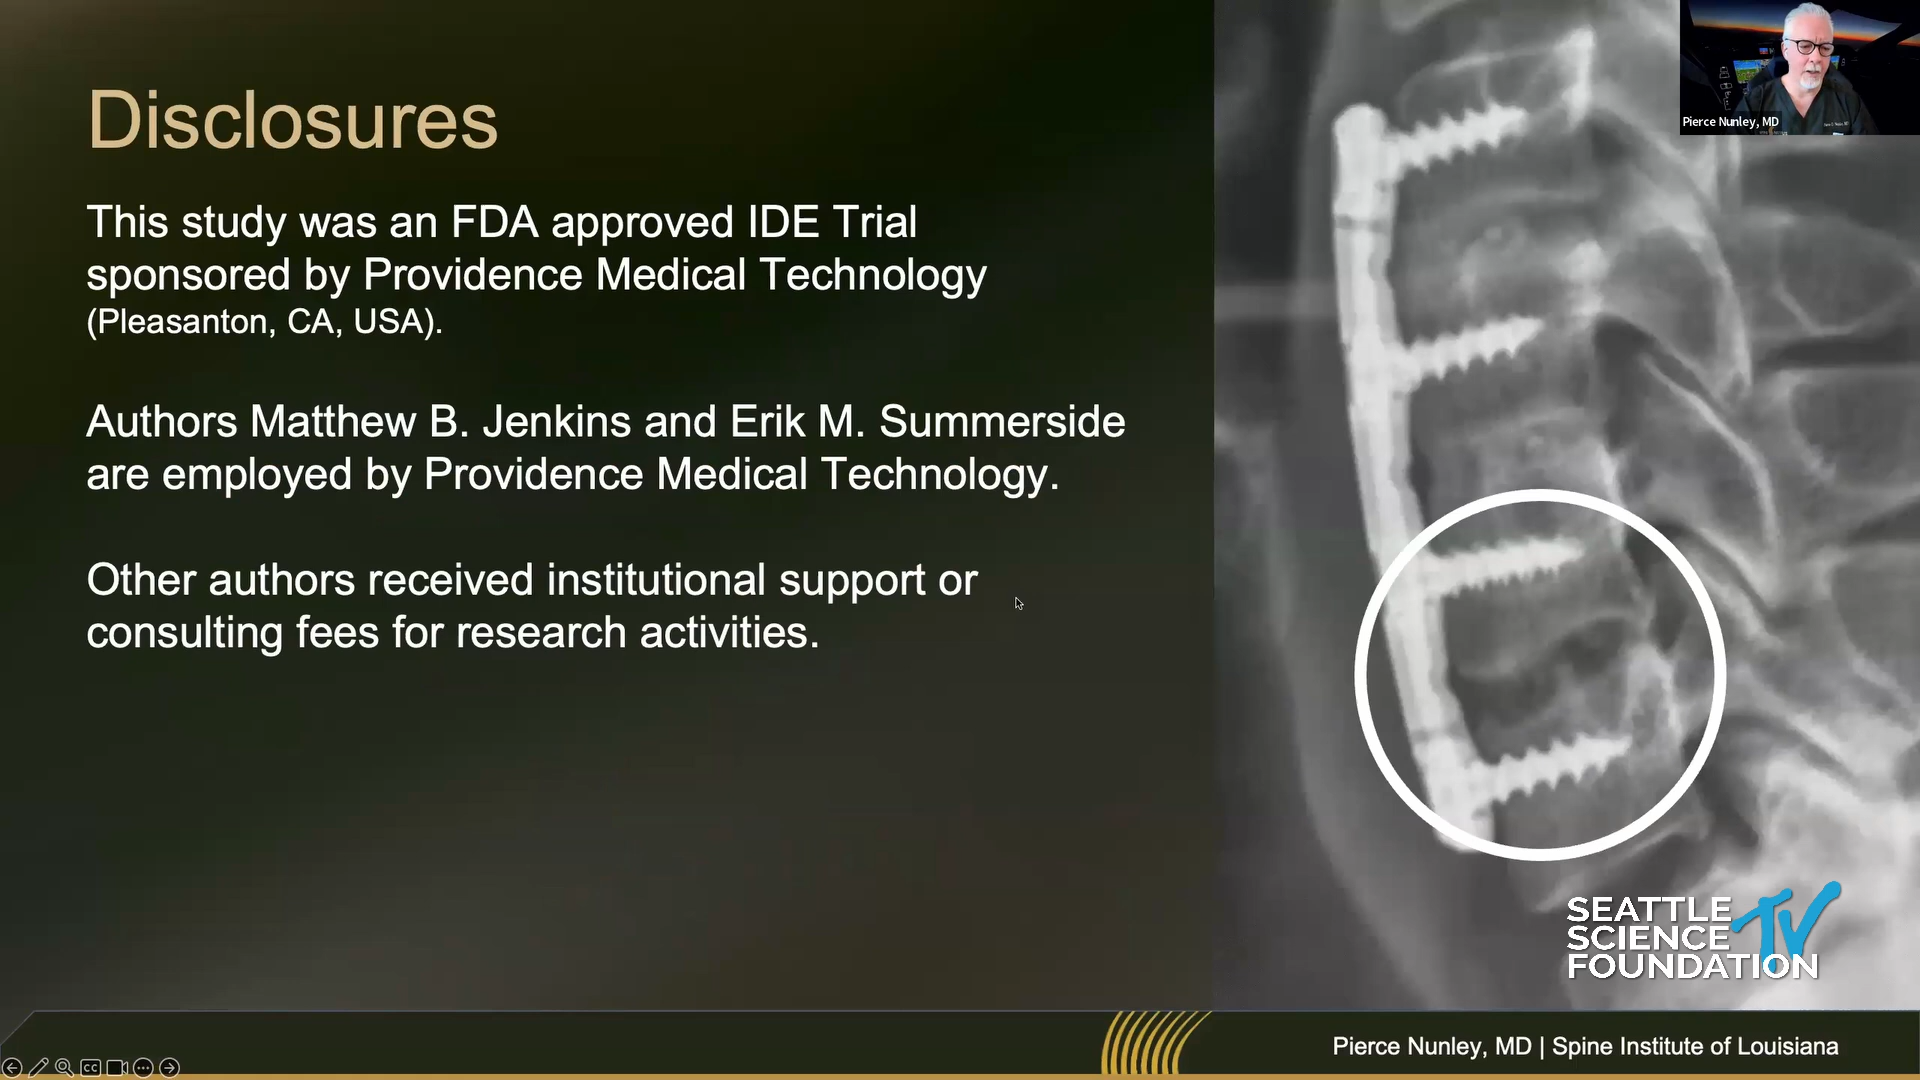 Disclosures
This study was an FDA approved IDE Trial
sponsored by Providence Medical Technology
(Pleasanton, CA, USA).
Authors Matthew B. Jenkins and Erik M. Summerside
are employed by Providence Medical Technology.
Other authors received institutional support or
consulting fees for research activities.
Pierce Nunley, MD
SEATTLE
SCIENCE
FOUNDATION
TV
Pierce Nunley, MD | Spine Institute of Louisiana
CC